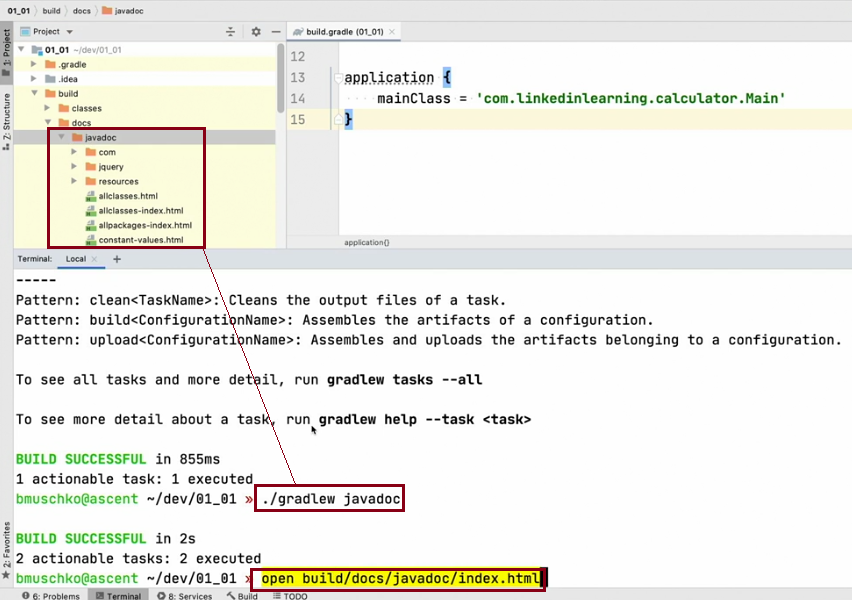 01_01 build docs javadoc
Project
build.gradle (01_01) ×
1: Project
Z: Structure
2: Favorites
01_01 ~/dev/01_01
.gradle
.idea
build
classes
docs
javadoc
com
jquery
resources
allclasses.html
allclasses-index.html
allpackages-index.html
constant-values.html
12
13 application {
14 mainClass = 'com.linkedinlearning.calculator.Main'
15 }
application{}
Terminal: Local × +
-----
Pattern: clean<TaskName>: Cleans the output files of a task.
Pattern: build<ConfigurationName>: Assembles the artifacts of a configuration.
Pattern: upload<ConfigurationName>: Assembles and uploads the artifacts belonging to a configuration.
To see all tasks and more detail, run gradlew tasks --all
To see more detail about a task, run gradlew help --task <task>
BUILD SUCCESSFUL in 855ms
1 actionable task: 1 executed
bmuschko@ascent ~/dev/01_01 » ./gradlew javadoc
BUILD SUCCESSFUL in 2s
2 actionable tasks: 2 executed
bmuschko@ascent ~/dev/01_01 » open build/docs/javadoc/index.html
6: Problems Terminal 8: Services Build TODO